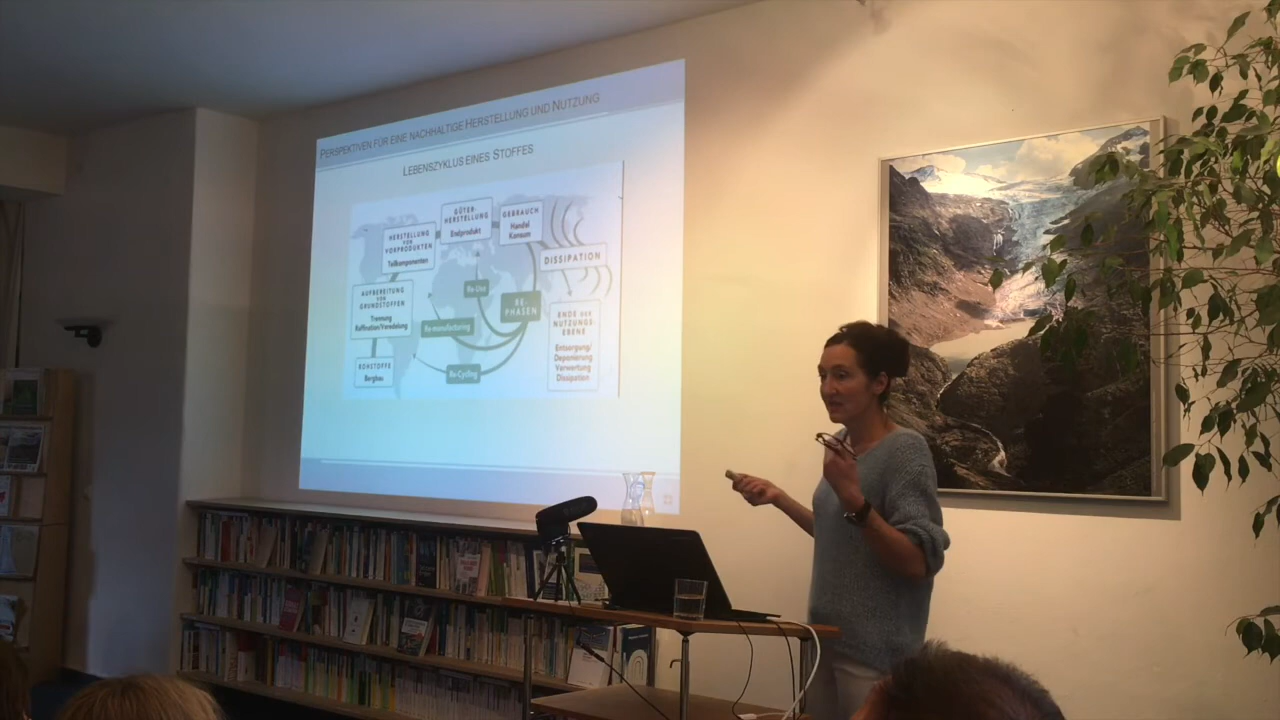 PERSPEKTIVEN FÜR EINE NACHHALTIGE HERSTELLUNG UND NUTZUNG
LEBENSZYKLUS EINES STOFFES
GÜTER-
HERSTELLUNG
Endprodukt
GEBRAUCH
Handel
Konsum
HERSTELLUNG
VON
VORPRODUKTEN
Teilkomponenten
DISSIPATION
AUFBEREITUNG
VON
GRUNDSTOFFEN
Trennung
Raffination/Veredelung
Re-Use
RE-
PHASEN
Re-manufacturing
ENDE DER
NUTZUNGS-
EBENE
Entsorgung/
Deponierung
Verwertung
Dissipation
ROHSTOFFE
Bergbau
Re-Cycling